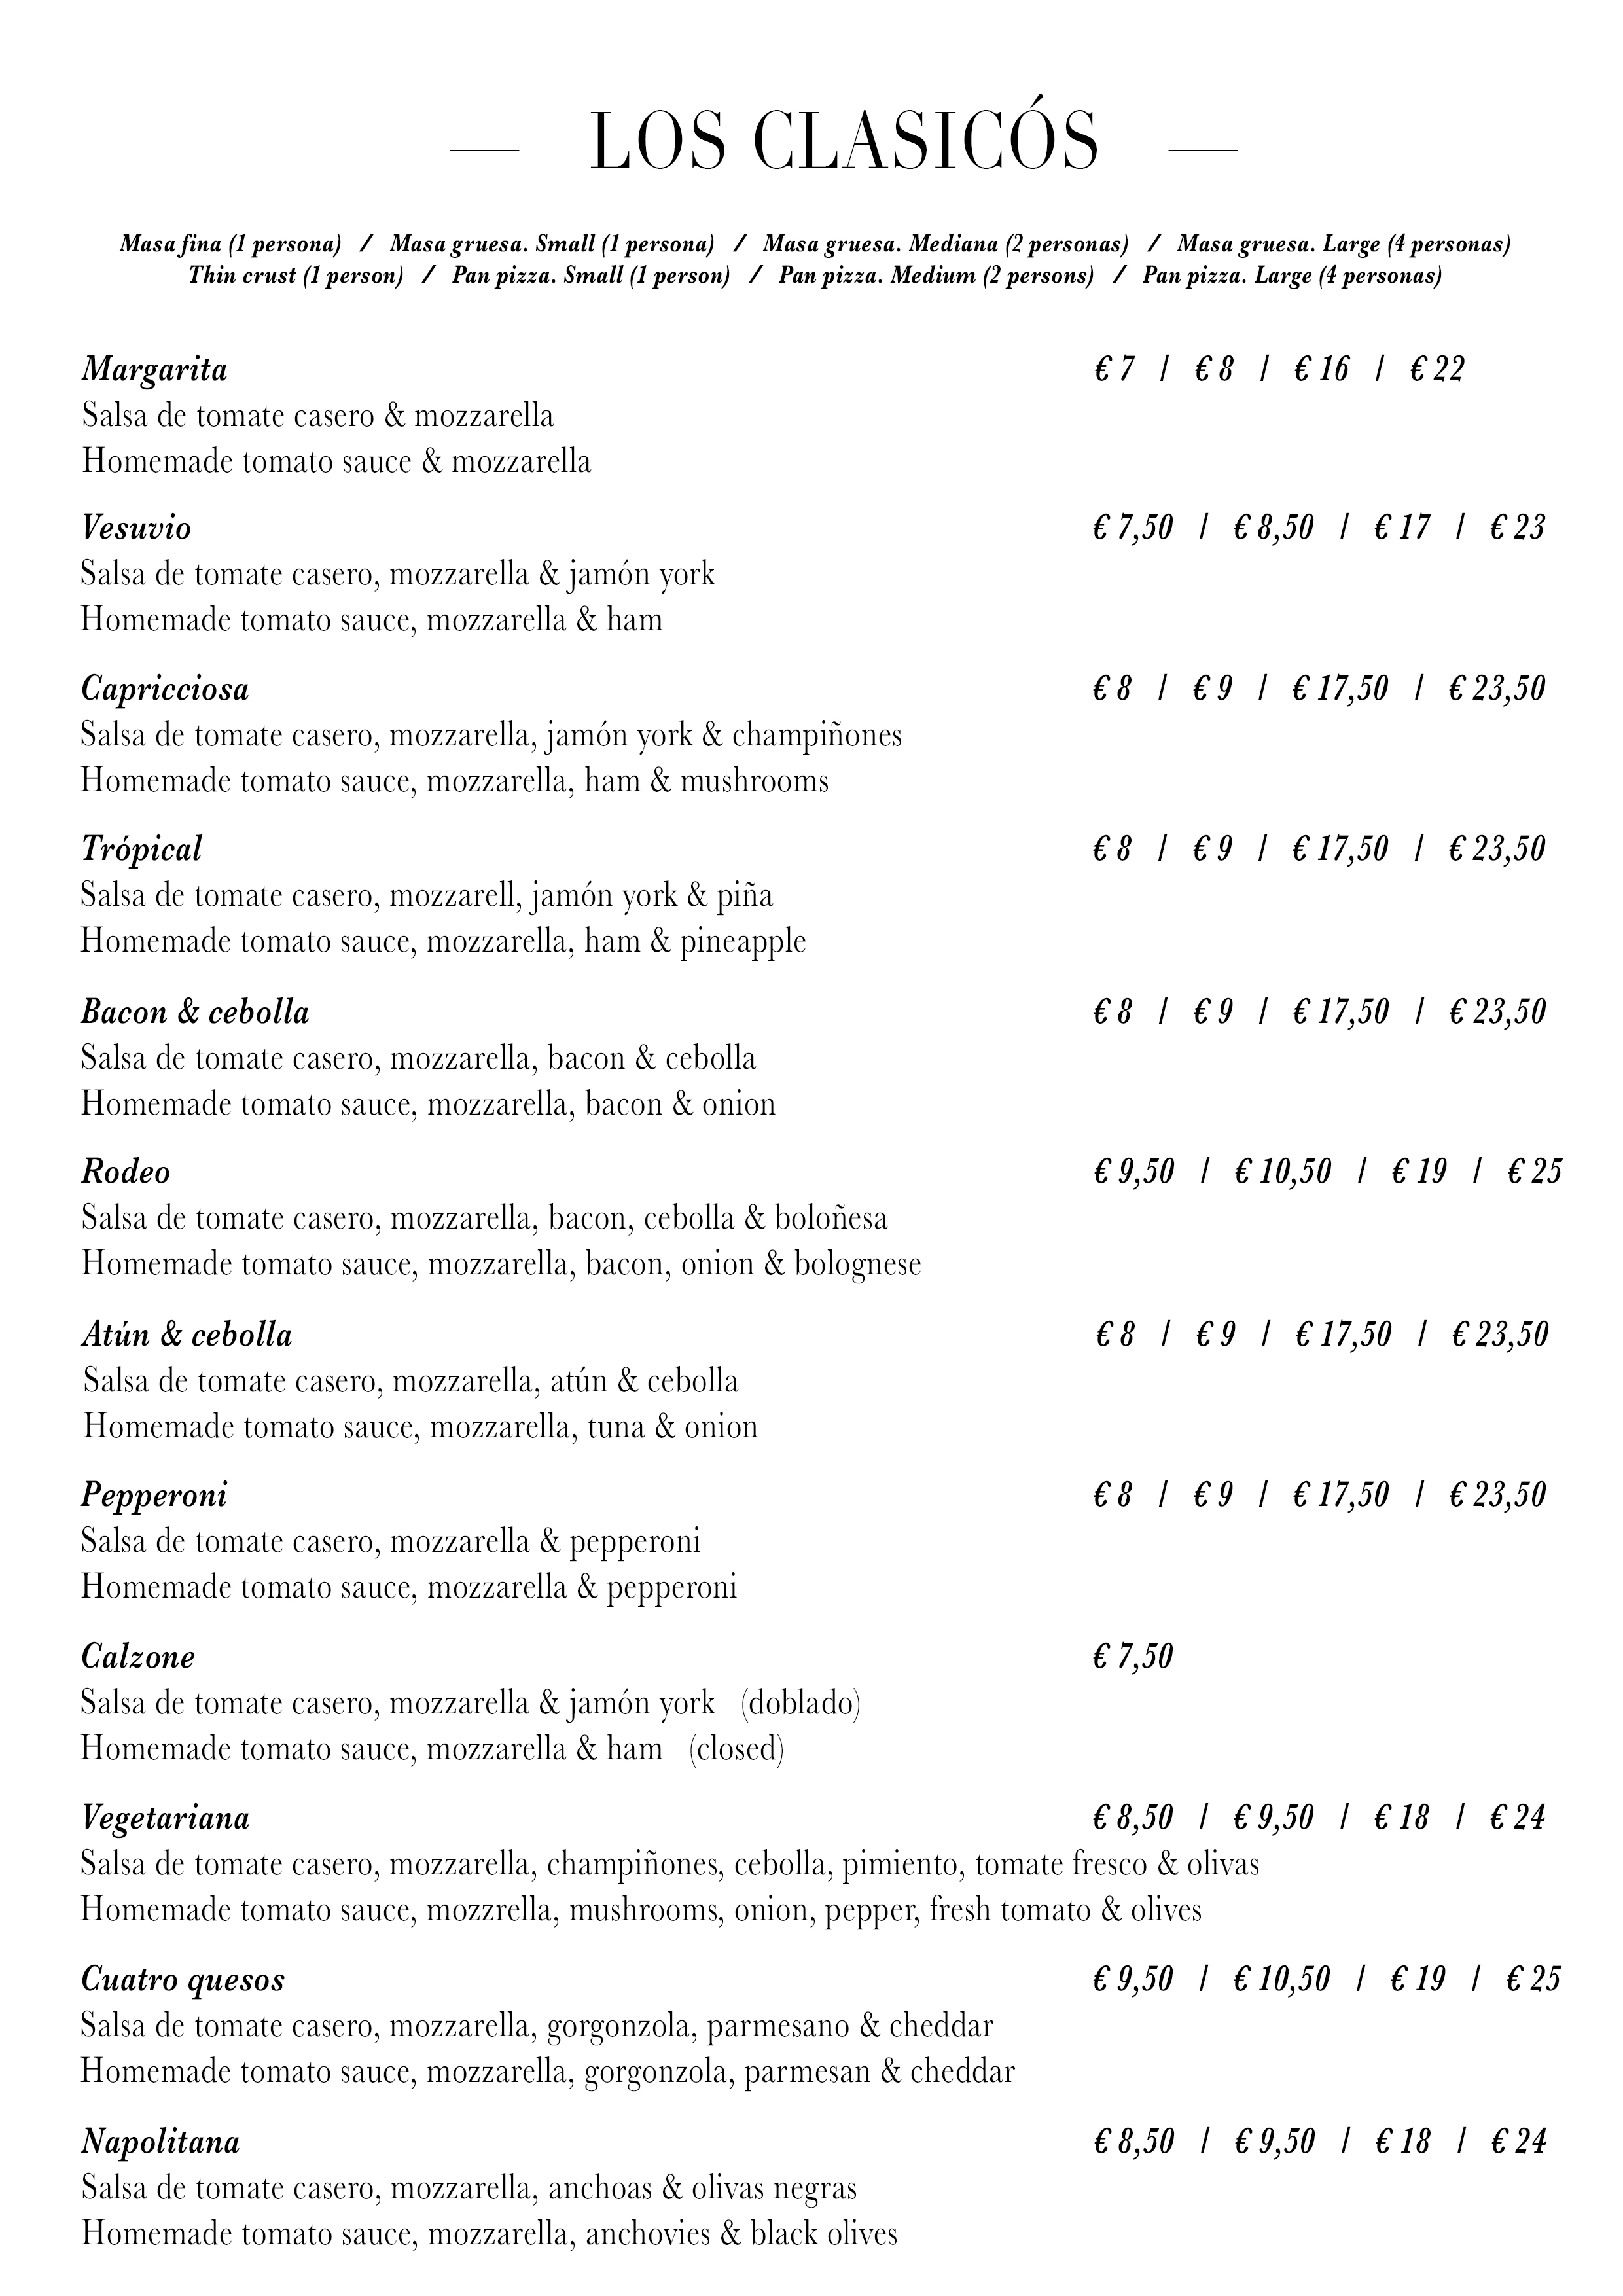 LOS CLASICÓS
Masa fina (1 persona) / Masa gruesa. Small (1 persona) / Masa gruesa. Mediana (2 personas) / Masa gruesa. Large (4 personas)
Thin crust (1 person) / Pan pizza. Small (1 person) / Pan pizza. Medium (2 persons) / Pan pizza. Large (4 personas)
Margarita € 7 / € 8 / € 16 / € 22
Salsa de tomate casero & mozzarella
Homemade tomato sauce & mozzarella
Vesuvio € 7,50 / € 8,50 / € 17 / € 23
Salsa de tomate casero, mozzarella & jamón york
Homemade tomato sauce, mozzarella & ham
Capricciosa € 8 / € 9 / € 17,50 / € 23,50
Salsa de tomate casero, mozzarella, jamón york & champiñones
Homemade tomato sauce, mozzarella, ham & mushrooms
Trópical € 8 / € 9 / € 17,50 / € 23,50
Salsa de tomate casero, mozzarell, jamón york & piña
Homemade tomato sauce, mozzarella, ham & pineapple
Bacon & cebolla € 8 / € 9 / € 17,50 / € 23,50
Salsa de tomate casero, mozzarella, bacon & cebolla
Homemade tomato sauce, mozzarella, bacon & onion
Rodeo € 9,50 / € 10,50 / € 19 / € 25
Salsa de tomate casero, mozzarella, bacon, cebolla & boloñesa
Homemade tomato sauce, mozzarella, bacon, onion & bolognese
Atún & cebolla € 8 / € 9 / € 17,50 / € 23,50
Salsa de tomate casero, mozzarella, atún & cebolla
Homemade tomato sauce, mozzarella, tuna & onion
Pepperoni € 8 / € 9 / € 17,50 / € 23,50
Salsa de tomate casero, mozzarella & pepperoni
Homemade tomato sauce, mozzarella & pepperoni
Calzone € 7,50
Salsa de tomate casero, mozzarella & jamón york (doblado)
Homemade tomato sauce, mozzarella & ham (closed)
Vegetariana € 8,50 / € 9,50 / € 18 / € 24
Salsa de tomate casero, mozzarella, champiñones, cebolla, pimiento, tomate fresco & olivas
Homemade tomato sauce, mozzrella, mushrooms, onion, pepper, fresh tomato & olives
Cuatro quesos € 9,50 / € 10,50 / € 19 / € 25
Salsa de tomate casero, mozzarella, gorgonzola, parmesano & cheddar
Homemade tomato sauce, mozzarella, gorgonzola, parmesan & cheddar
Napolitana € 8,50 / € 9,50 / € 18 / € 24
Salsa de tomate casero, mozzarella, anchoas & olivas negras
Homemade tomato sauce, mozzarella, anchovies & black olives